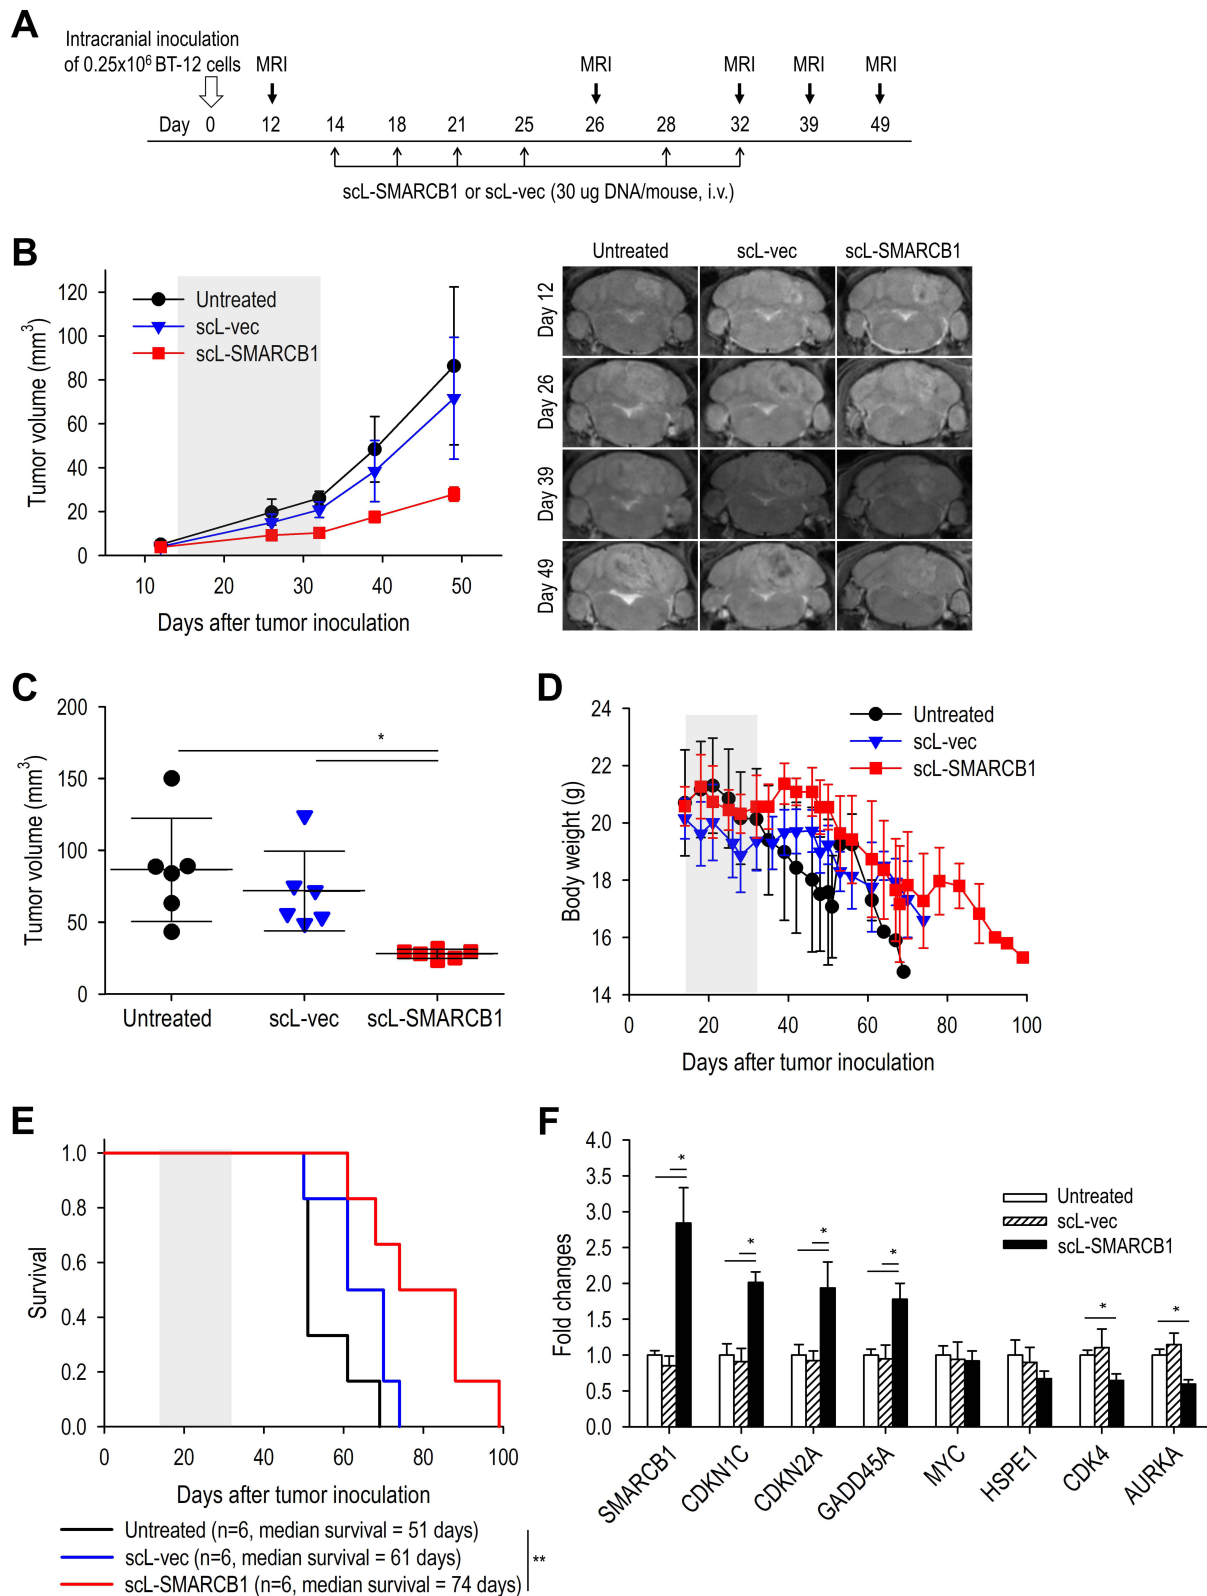 A
Intracranial inoculation
of 0.25x10⁶ BT-12 cells
MRI MRI MRI MRI MRI
Day 0 12 14 18 21 25 26 28 32 39 49
scL-SMARCB1 or scL-vec (30 ug DNA/mouse, i.v.)
B
Tumor volume (mm³)
120
100
80
60
40
20
0
Untreated
scL-vec
scL-SMARCB1
10 20 30 40 50
Days after tumor inoculation
Untreated scL-vec scL-SMARCB1
Day 12
Day 26
Day 39
Day 49
C
Tumor volume (mm³)
200
150
100
50
0
*
Untreated scL-vec scL-SMARCB1
D
Body weight (g)
24
22
20
18
16
14
Untreated
scL-vec
scL-SMARCB1
0 20 40 60 80 100
Days after tumor inoculation
E
Survival
1.0
0.8
0.6
0.4
0.2
0.0
0 20 40 60 80 100
Days after tumor inoculation
Untreated (n=6, median survival = 51 days)
scL-vec (n=6, median survival = 61 days)
scL-SMARCB1 (n=6, median survival = 74 days)
**
F
Fold changes
4.0
3.5
3.0
2.5
2.0
1.5
1.0
0.5
0.0
* * * * * *
Untreated
scL-vec
scL-SMARCB1
SMARCB1
CDKN1C
CDKN2A
GADD45A
MYC
HSPE1
CDK4
AURKA